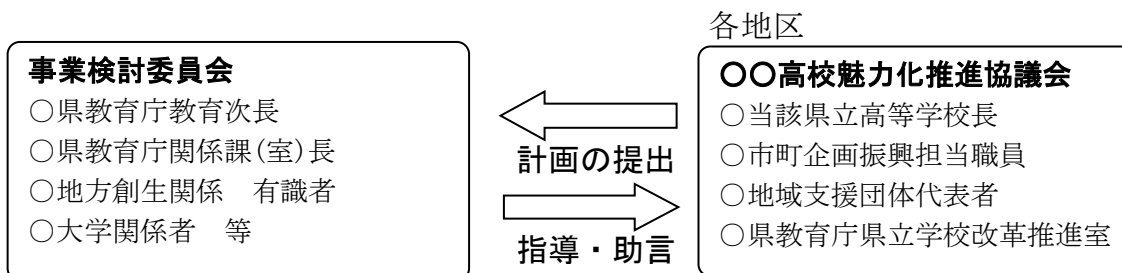 事業検討委員会
○県教育庁教育次長
○県教育庁関係課(室)長
○地方創生関係　有識者
○大学関係者　等
計画の提出
指導・助言
各地区
〇〇高校魅力化推進協議会
○当該県立高等学校長
○市町企画振興担当職員
○地域支援団体代表者
○県教育庁県立学校改革推進室